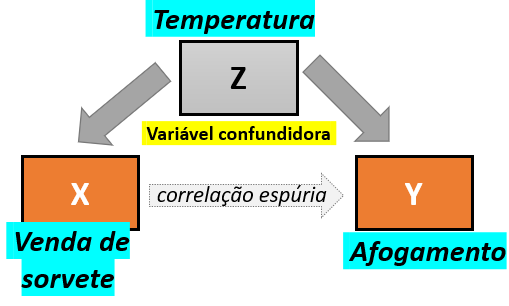 Temperatura
Z
Variável confundidora
X
correlação espúria
Y
Venda de
sorvete
Afogamento